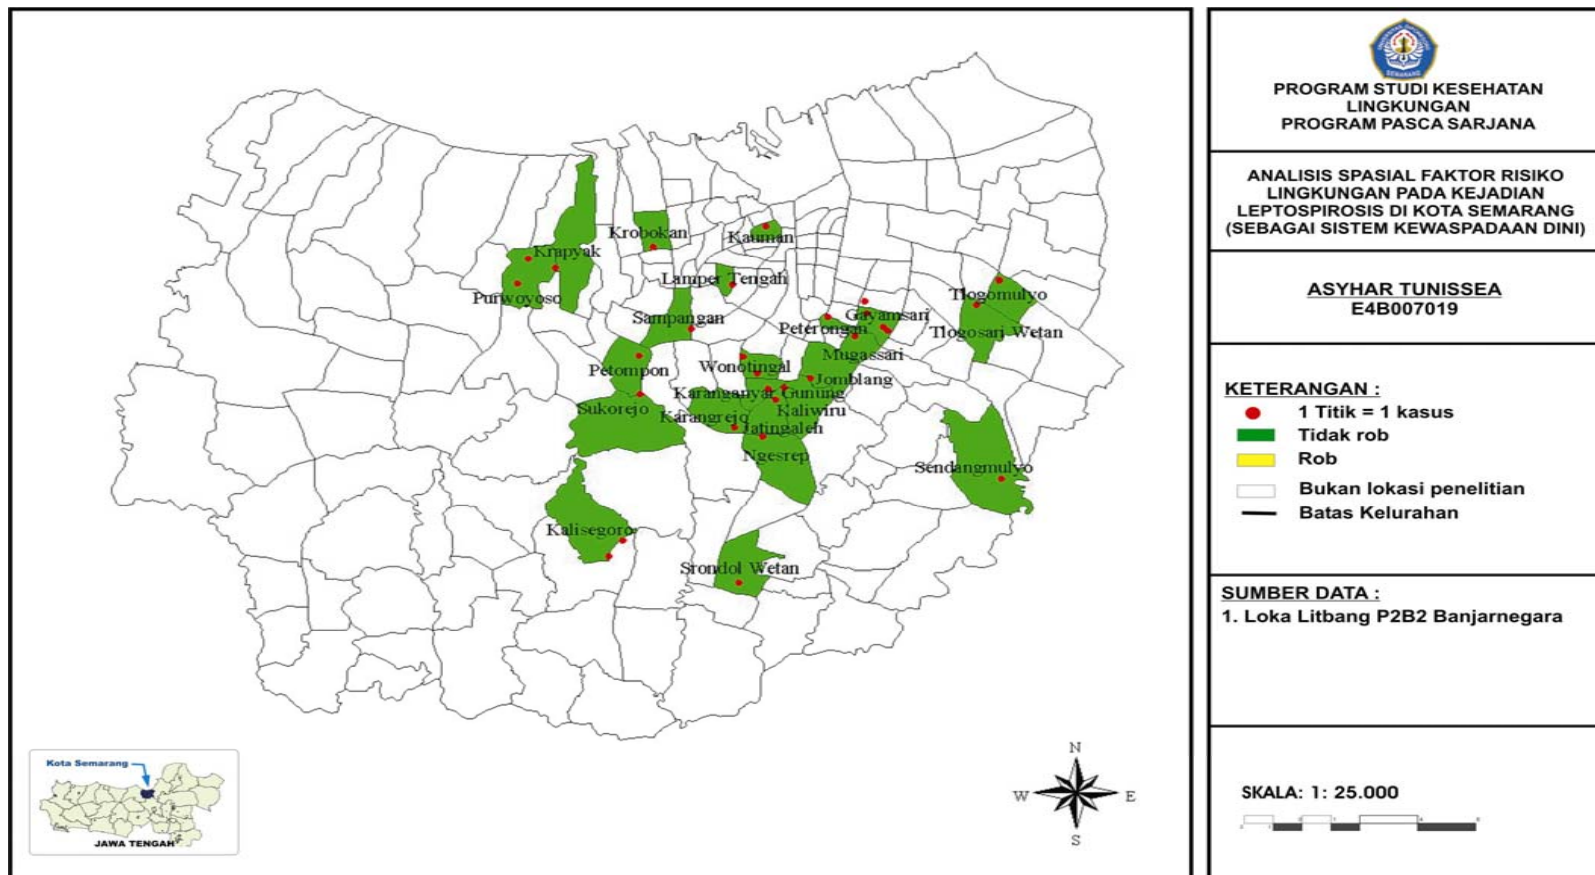 Krobokan
Kauman
Krapyak
Lamper Tengah
Purwoyoso
Tlogomulyo
Sampangan
Gayamsari
Peterongan
Tlogosari Wetan
Mugassari
Wonotingal
Petompon
Jomblang
Karanganyar Gunung
Sukorejo
Kaliwiru
Karangrejo
Jatingaleh
Ngesrep
Sendangmulyo
Kalisegoro
Srondol Wetan
Kota Semarang
JAWA TENGAH
N
W
E
S
SEMARANG
PROGRAM STUDI KESEHATAN
LINGKUNGAN
PROGRAM PASCA SARJANA
ANALISIS SPASIAL FAKTOR RISIKO
LINGKUNGAN PADA KEJADIAN
LEPTOSPIROSIS DI KOTA SEMARANG
(SEBAGAI SISTEM KEWASPADAAN DINI)
ASYHAR TUNISSEA
E4B007019
KETERANGAN :
1 Titik = 1 kasus
Tidak rob
Rob
Bukan lokasi penelitian
Batas Kelurahan
SUMBER DATA :
1. Loka Litbang P2B2 Banjarnegara
SKALA: 1: 25.000